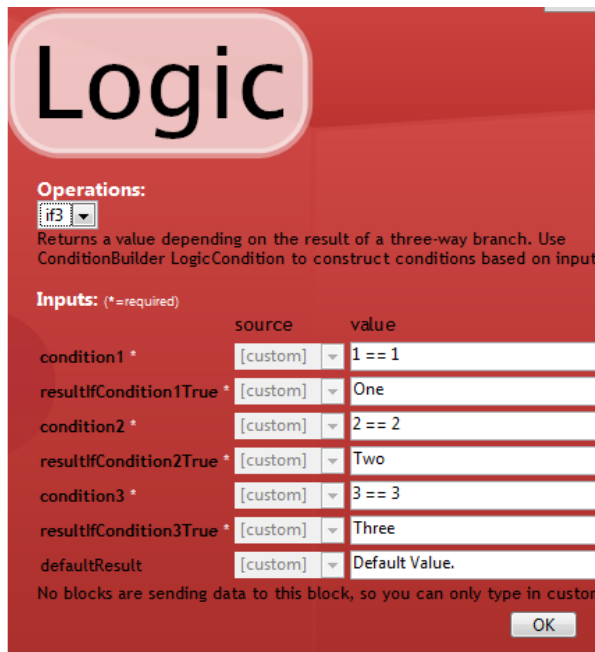 Logic
Operations:
if3
Returns a value depending on the result of a three-way branch. Use
ConditionBuilder LogicCondition to construct conditions based on input
Inputs: (*=required)
source value
condition1 * [custom] 1 == 1
resultIfCondition1True * [custom] One
condition2 * [custom] 2 == 2
resultIfCondition2True * [custom] Two
condition3 * [custom] 3 == 3
resultIfCondition3True * [custom] Three
defaultResult [custom] Default Value.
No blocks are sending data to this block, so you can only type in custom
OK